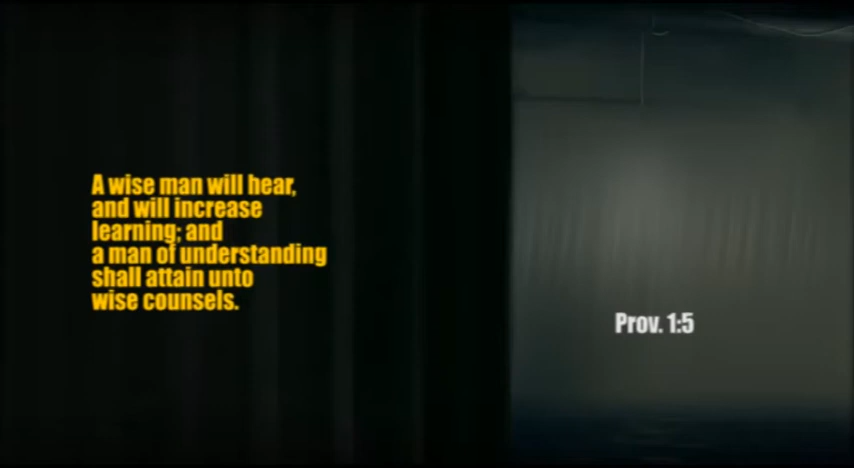 A wise man will hear,
and will increase
learning; and
a man of understanding
shall attain unto
wise counsels.
Prov. 1:5